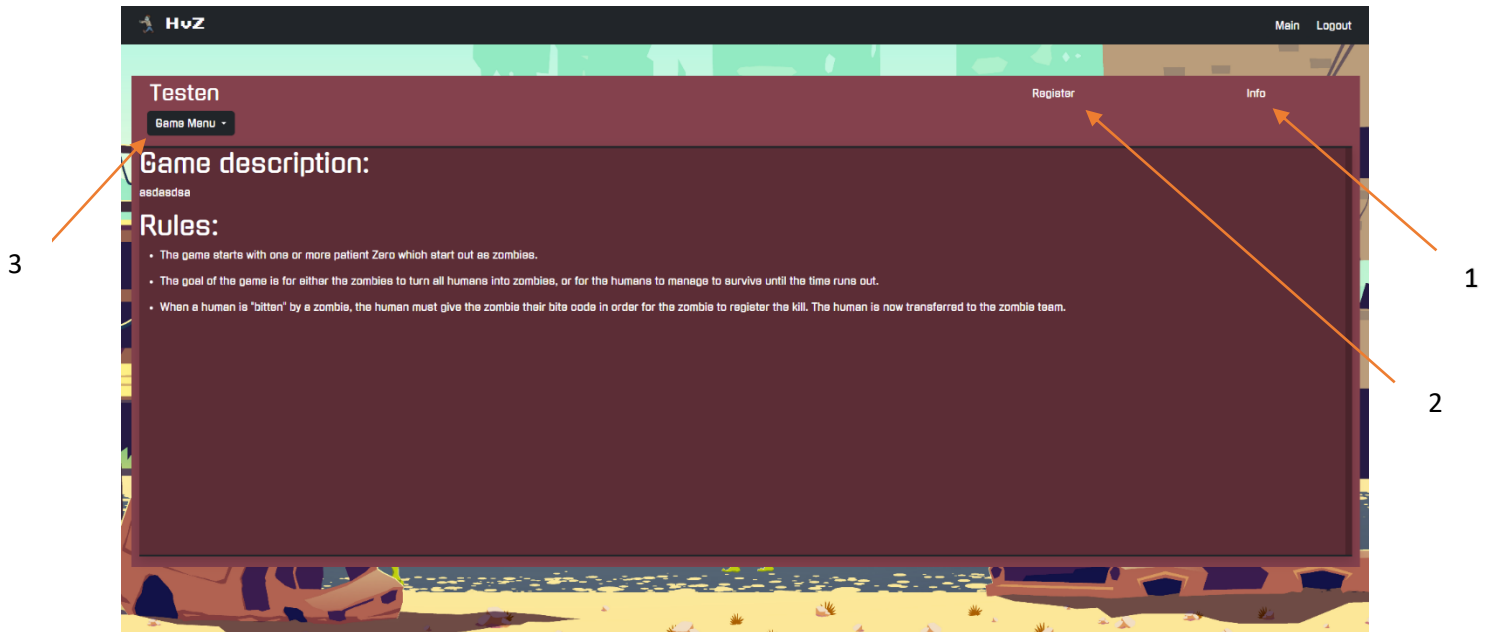 HvZ
Main Logout
Testen
Register Info
Game Menu
Game description:
asdasdsa
Rules:
• The game starts with one or more patient Zero which start out as zombies.
• The goal of the game is for either the zombies to turn all humans into zombies, or for the humans to manage to survive until the time runs out.
• When a human is "bitten" by a zombie, the human must give the zombie their bite code in order for the zombie to register the kill. The human is now transferred to the zombie team.
3
1
2